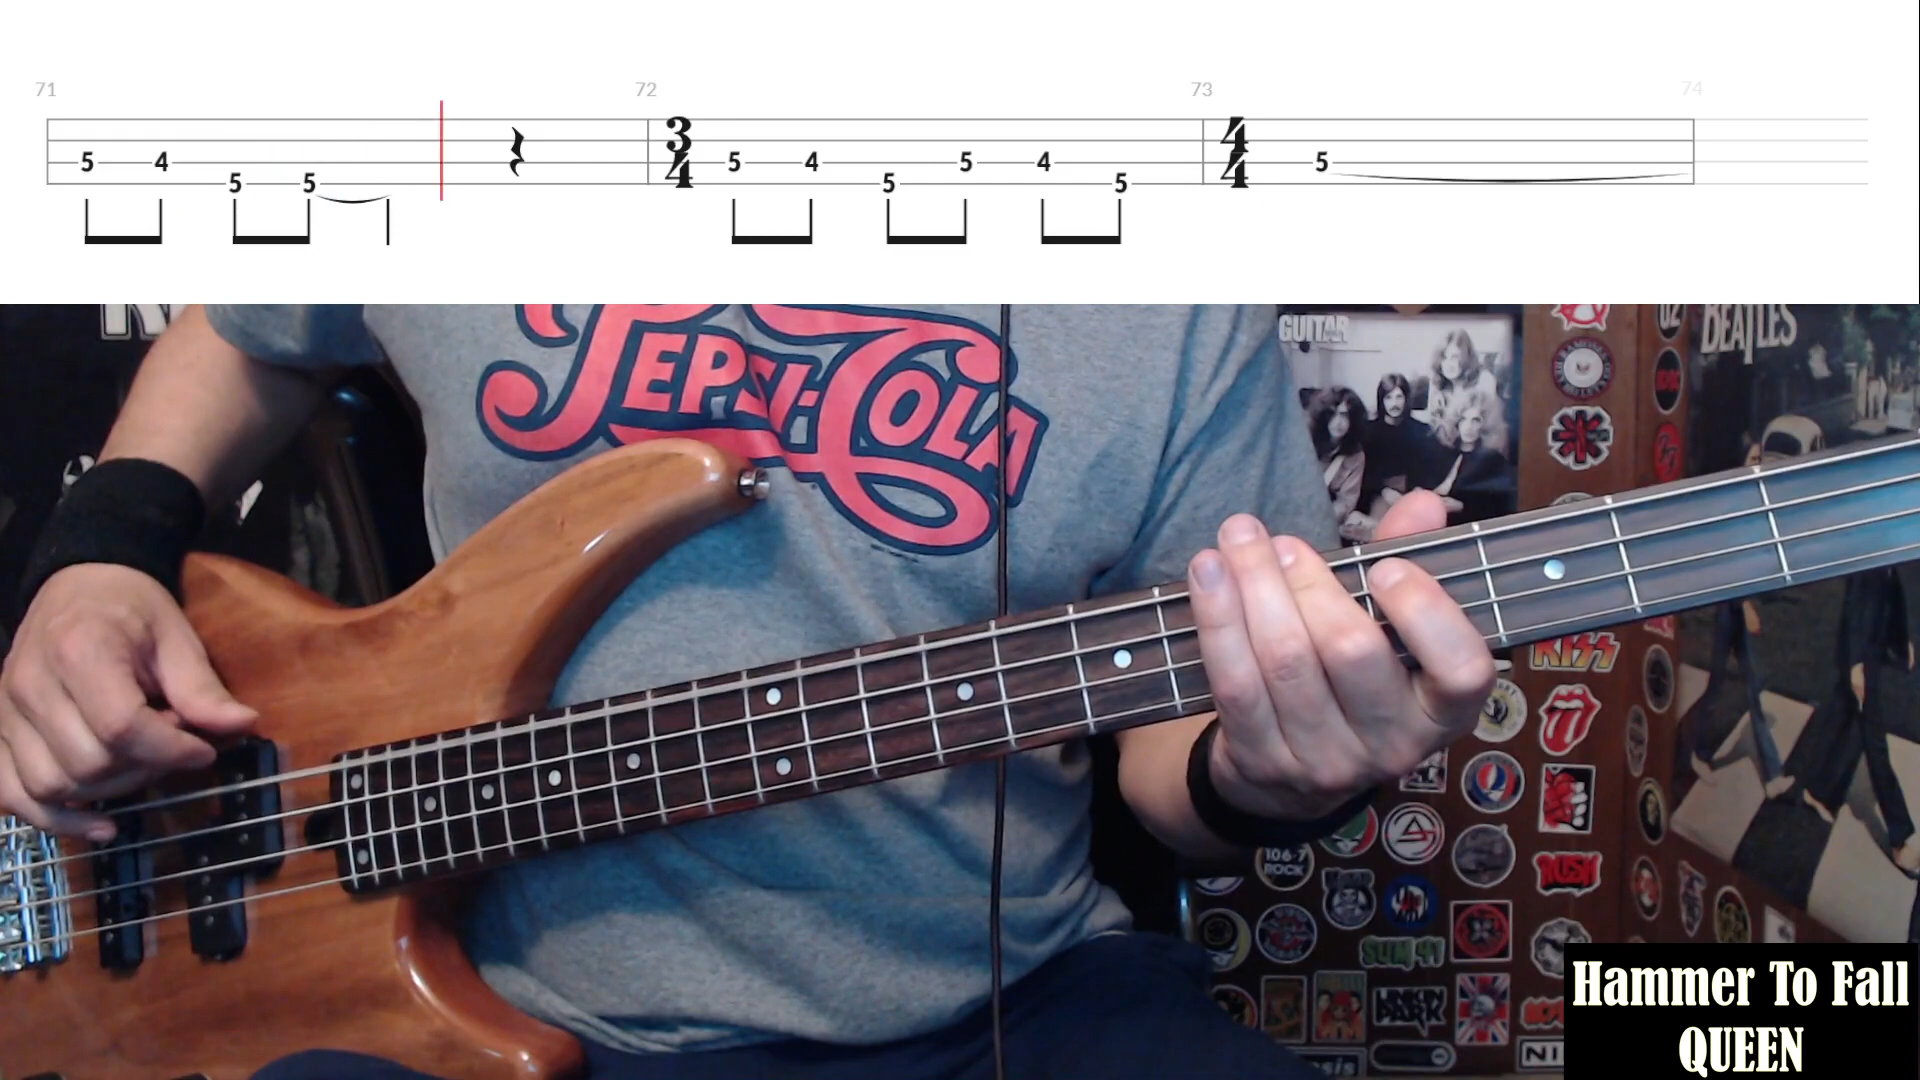 71 72 73 74
3 4
4 4
5 4 5 5 5 4 5 5 4 5 5
PEPSI-COLA
GUITAR
BEATLES
U2
KISS
106·7
ROCK
RUSH
SUM 41
LINKIN
PARK
Hammer To Fall
QUEEN